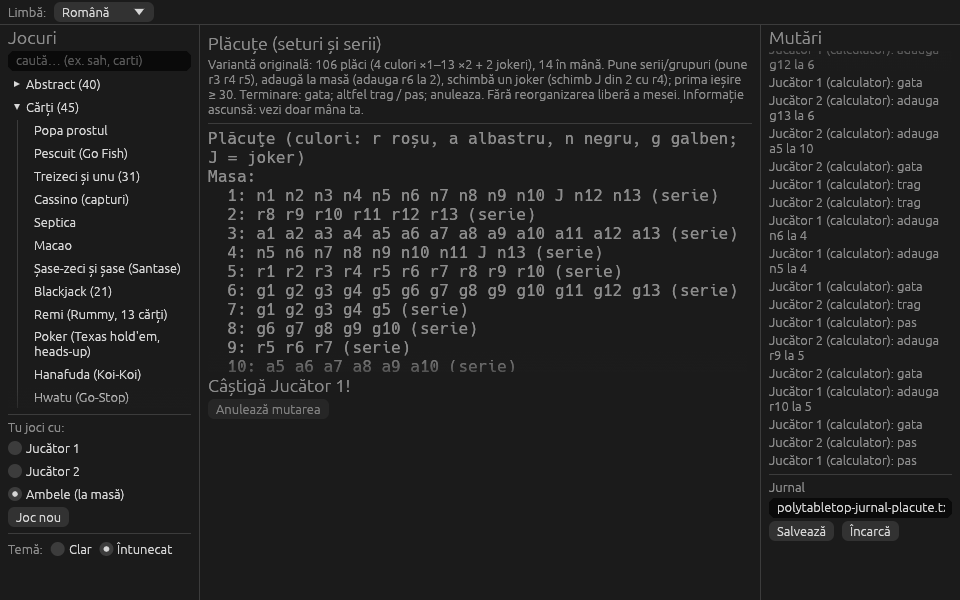 Limbă: Română
Jocuri
caută... (ex. sah, carti)
Abstract (40)
Cărți (45)
Popa prostul
Pescuit (Go Fish)
Treizeci și unu (31)
Cassino (capturi)
Septica
Macao
Șase-zeci și șase (Santase)
Blackjack (21)
Remi (Rummy, 13 cărți)
Poker (Texas hold'em,
heads-up)
Hanafuda (Koi-Koi)
Hwatu (Go-Stop)
Tu joci cu:
Jucător 1
Jucător 2
Ambele (la masă)
Joc nou
Temă: Clar Întunecat
Plăcuțe (seturi și serii)
Variantă originală: 106 plăci (4 culori ×1–13 ×2 + 2 jokeri), 14 în mână. Pune serii/grupuri (pune
r3 r4 r5), adaugă la masă (adauga r6 la 2), schimbă un joker (schimb J din 2 cu r4); prima ieșire
≥ 30. Terminare: gata; altfel trag / pas; anuleaza. Fără reorganizarea liberă a mesei. Informație
ascunsă: vezi doar mâna ta.
Plăcuțe (culori: r roșu, a albastru, n negru, g galben;
J = joker)
Masa:
1: n1 n2 n3 n4 n5 n6 n7 n8 n9 n10 J n12 n13 (serie)
2: r8 r9 r10 r11 r12 r13 (serie)
3: a1 a2 a3 a4 a5 a6 a7 a8 a9 a10 a11 a12 a13 (serie)
4: n5 n6 n7 n8 n9 n10 n11 J n13 (serie)
5: r1 r2 r3 r4 r5 r6 r7 r8 r9 r10 (serie)
6: g1 g2 g3 g4 g5 g6 g7 g8 g9 g10 g11 g12 g13 (serie)
7: g1 g2 g3 g4 g5 (serie)
8: g6 g7 g8 g9 g10 (serie)
9: r5 r6 r7 (serie)
10: a5 a6 a7 a8 a9 a10 (serie)
Câștigă Jucător 1!
Anulează mutarea
Mutări
Jucător 2 (calculator): adauga
g12 la 6
Jucător 1 (calculator): gata
Jucător 2 (calculator): adauga
g13 la 6
Jucător 2 (calculator): adauga
a5 la 10
Jucător 2 (calculator): gata
Jucător 1 (calculator): trag
Jucător 2 (calculator): trag
Jucător 1 (calculator): adauga
n6 la 4
Jucător 1 (calculator): adauga
n5 la 4
Jucător 1 (calculator): gata
Jucător 2 (calculator): trag
Jucător 1 (calculator): pas
Jucător 2 (calculator): adauga
r9 la 5
Jucător 2 (calculator): gata
Jucător 1 (calculator): adauga
r10 la 5
Jucător 1 (calculator): gata
Jucător 2 (calculator): pas
Jucător 1 (calculator): pas
Jurnal
polytabletop-jurnal-placute.t
Salvează Încarcă